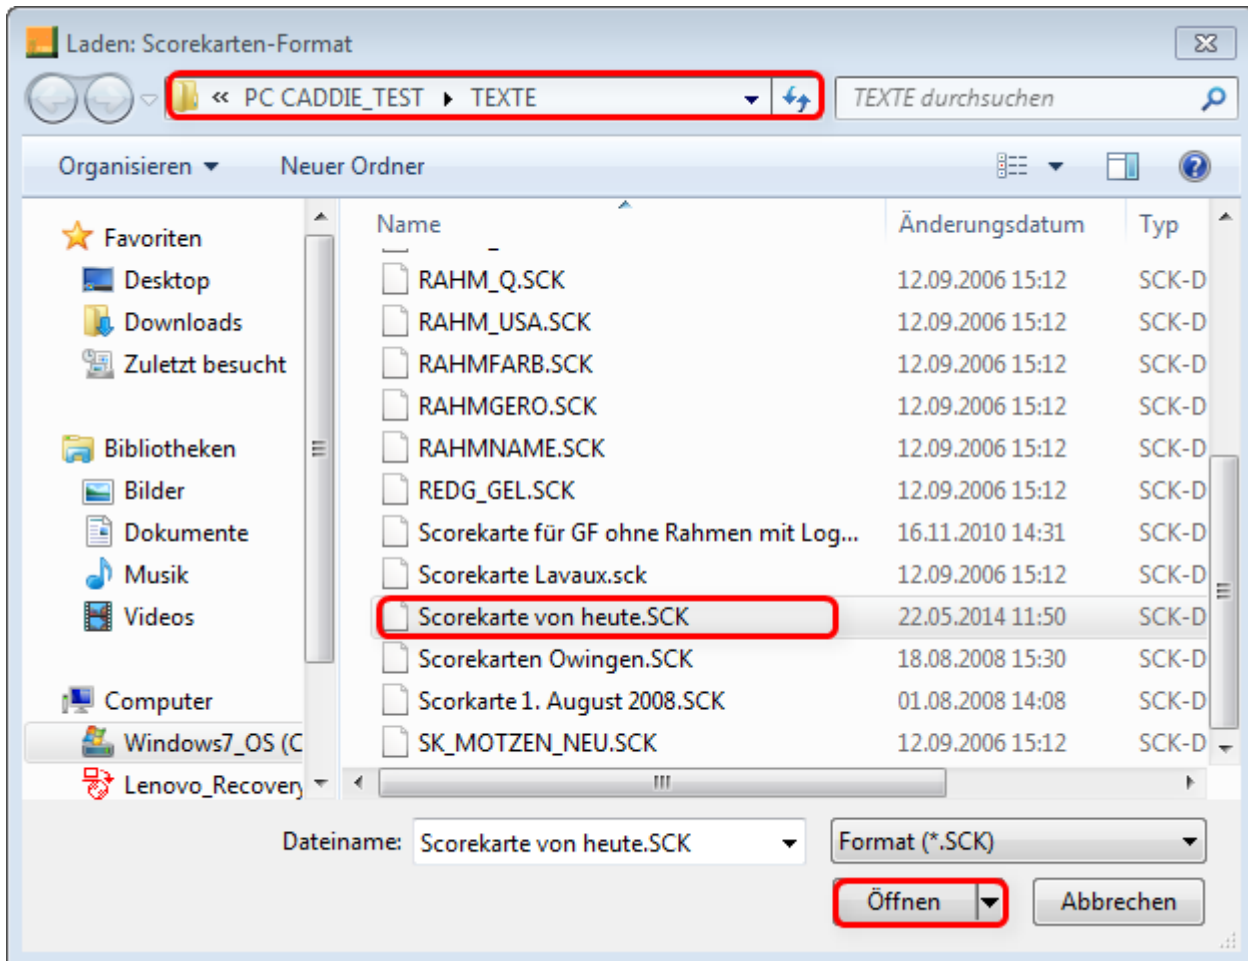 Laden: Scorekarten-Format
« PC CADDIE_TEST ▸ TEXTE
TEXTE durchsuchen
Organisieren
Neuer Ordner
Favoriten
Desktop
Downloads
Zuletzt besucht
Bibliotheken
Bilder
Dokumente
Musik
Videos
Computer
Windows7_OS (C
Lenovo_Recovery
Name Änderungsdatum Typ
RAHM_Q.SCK 12.09.2006 15:12 SCK-D
RAHM_USA.SCK 12.09.2006 15:12 SCK-D
RAHMFARB.SCK 12.09.2006 15:12 SCK-D
RAHMGERO.SCK 12.09.2006 15:12 SCK-D
RAHMNAME.SCK 12.09.2006 15:12 SCK-D
REDG_GEL.SCK 12.09.2006 15:12 SCK-D
Scorekarte für GF ohne Rahmen mit Log... 16.11.2010 14:31 SCK-D
Scorekarte Lavaux.sck 12.09.2006 15:12 SCK-D
Scorekarte von heute.SCK 22.05.2014 11:50 SCK-D
Scorekarten Owingen.SCK 18.08.2008 15:30 SCK-D
Scorkarte 1. August 2008.SCK 01.08.2008 14:08 SCK-D
SK_MOTZEN_NEU.SCK 12.09.2006 15:12 SCK-D
Dateiname: Scorekarte von heute.SCK
Format (*.SCK)
Öffnen
Abbrechen